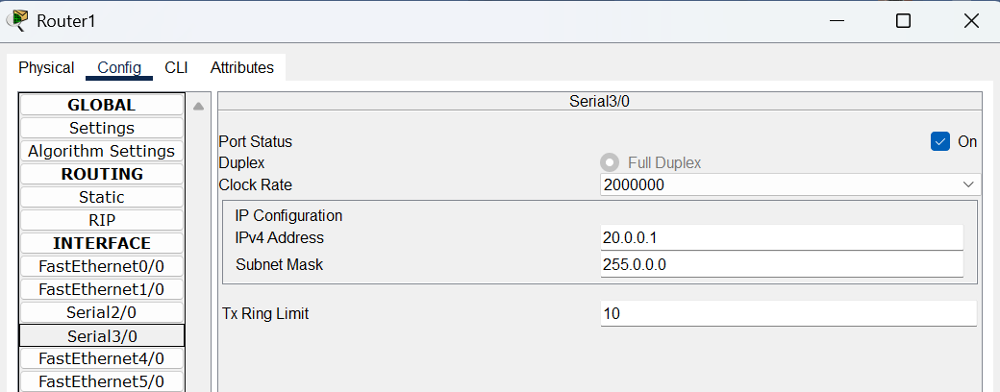 Router1
Physical Config CLI Attributes
GLOBAL
Settings
Algorithm Settings
ROUTING
Static
RIP
INTERFACE
FastEthernet0/0
FastEthernet1/0
Serial2/0
Serial3/0
FastEthernet4/0
FastEthernet5/0
Serial3/0
Port Status On
Duplex Full Duplex
Clock Rate 2000000
IP Configuration
IPv4 Address 20.0.0.1
Subnet Mask 255.0.0.0
Tx Ring Limit 10